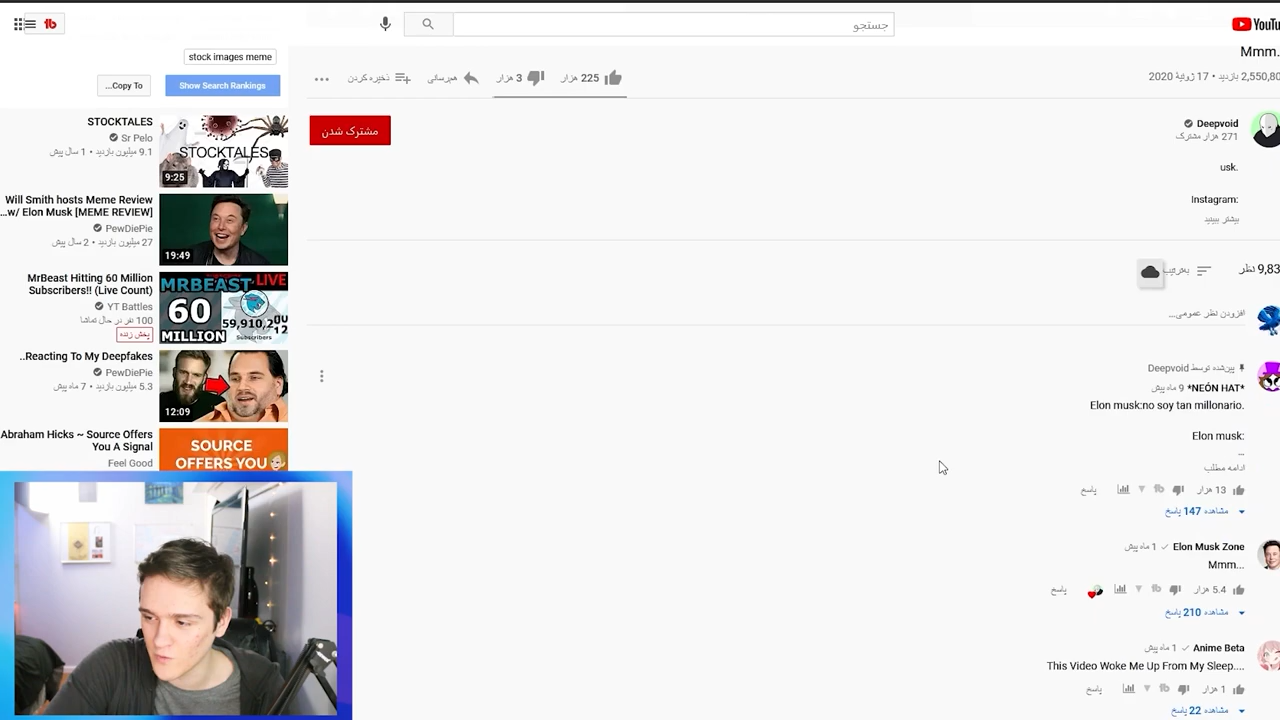 جستجو
YouTu
stock images meme
Copy To...
Show Search Rankings
Mmm.
2,550,80 بازدید • 17 ژوئیهٔ 2020
225 هزار
3 هزار
هم‌رسانی
ذخیره کردن
Deepvoid
271 هزار مشترک
مشترک شدن
usk.
Instagram:
بیشتر ببینید
9,83 نظر
به‌ترتیب
افزودن نظر عمومی...
پین‌شده توسط Deepvoid
*NEÓN HAT* 9 ماه پیش
Elon musk:no soy tan millonario.
Elon musk:
...
ادامه مطلب
13 هزار
پاسخ
مشاهده 147 پاسخ
Elon Musk Zone 1 ماه پیش
Mmm...
5.4 هزار
پاسخ
مشاهده 210 پاسخ
Anime Beta 1 ماه پیش
This Video Woke Me Up From My Sleep....
1 هزار
پاسخ
مشاهده 22 پاسخ
STOCKTALES
Sr Pelo
9.1 میلیون بازدید • 1 سال پیش
STOCKTALES
9:25
Will Smith hosts Meme Review
w/ Elon Musk [MEME REVIEW]...
PewDiePie
27 میلیون بازدید • 2 سال پیش
19:49
MrBeast Hitting 60 Million
Subscribers!! (Live Count)
YT Battles
100 نفر در حال تماشا
پخش زنده
MRBEAST LIVE
60
MILLION
59,910,2
Subscribers
Reacting To My Deepfakes..
PewDiePie
5.3 میلیون بازدید • 7 ماه پیش
12:09
Abraham Hicks ~ Source Offers
You A Signal
Feel Good
SOURCE
OFFERS YOU